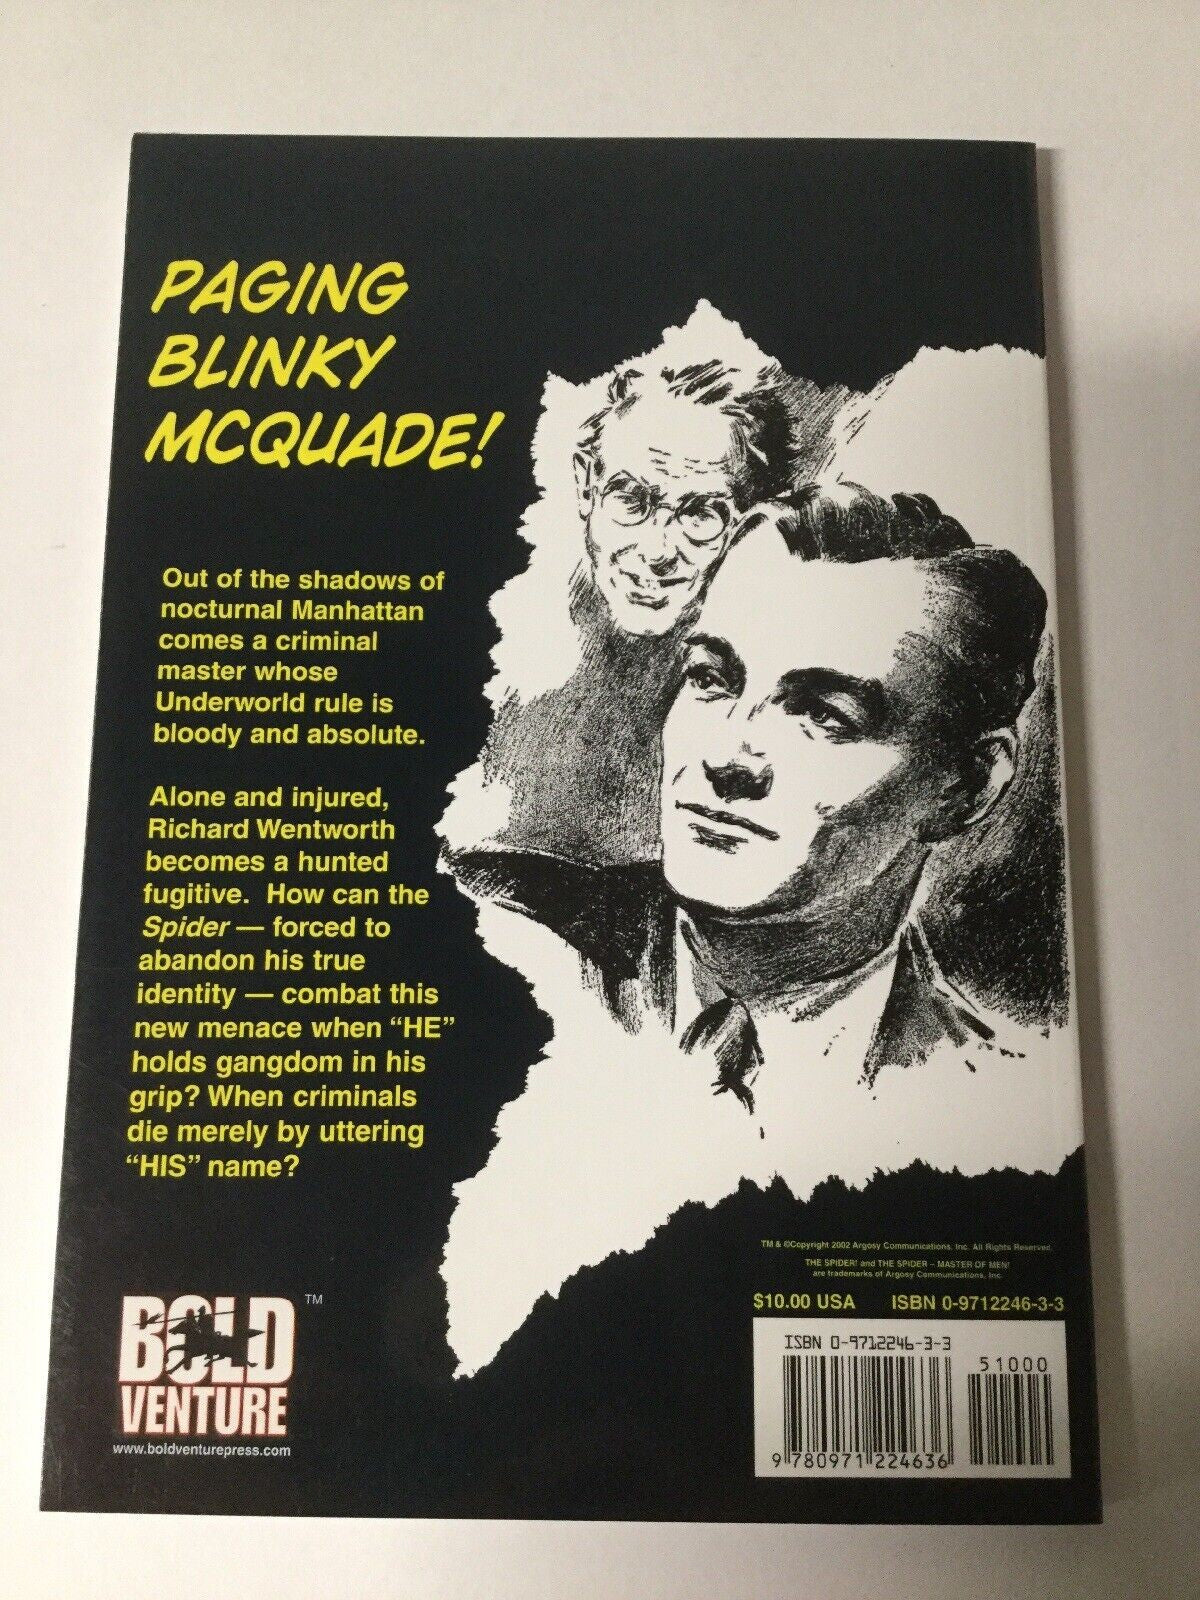 PAGING
BLINKY
MCQUADE!
Out of the shadows of
nocturnal Manhattan
comes a criminal
master whose
Underworld rule is
bloody and absolute.
Alone and injured,
Richard Wentworth
becomes a hunted
fugitive. How can the
Spider — forced to
abandon his true
identity — combat this
new menace when “HE”
holds gangdom in his
grip? When criminals
die merely by uttering
“HIS” name?
TM & ©Copyright 2002 Argosy Communications, Inc. All Rights Reserved.
THE SPIDER! and THE SPIDER – MASTER OF MEN!
are trademarks of Argosy Communications, Inc.
$10.00 USA ISBN 0-9712246-3-3
ISBN 0-9712246-3-3
51000
9 780971 224636
BOLD
VENTURE
TM
www.boldventurepress.com